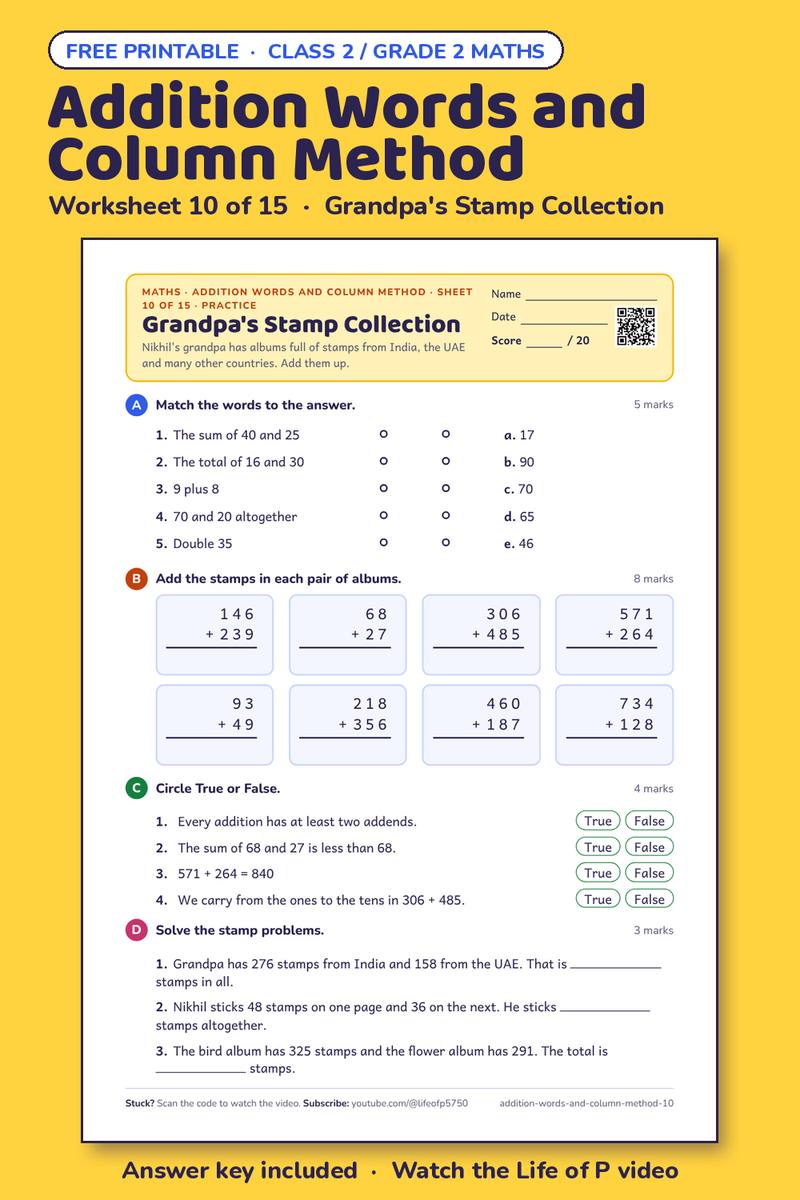 FREE PRINTABLE · CLASS 2 / GRADE 2 MATHS
Addition Words and
Column Method
Worksheet 10 of 15 · Grandpa's Stamp Collection
MATHS · ADDITION WORDS AND COLUMN METHOD · SHEET
10 OF 15 · PRACTICE
Grandpa's Stamp Collection
Nikhil's grandpa has albums full of stamps from India, the UAE
and many other countries. Add them up.
Name
Date
Score / 20
A Match the words to the answer. 5 marks
1. The sum of 40 and 25 a. 17
2. The total of 16 and 30 b. 90
3. 9 plus 8 c. 70
4. 70 and 20 altogether d. 65
5. Double 35 e. 46
B Add the stamps in each pair of albums. 8 marks
146 68 306 571
+ 239 + 27 + 485 + 264
93 218 460 734
+ 49 + 356 + 187 + 128
C Circle True or False. 4 marks
1. Every addition has at least two addends. True False
2. The sum of 68 and 27 is less than 68. True False
3. 571 + 264 = 840 True False
4. We carry from the ones to the tens in 306 + 485. True False
D Solve the stamp problems. 3 marks
1. Grandpa has 276 stamps from India and 158 from the UAE. That is
stamps in all.
2. Nikhil sticks 48 stamps on one page and 36 on the next. He sticks
stamps altogether.
3. The bird album has 325 stamps and the flower album has 291. The total is
stamps.
Stuck? Scan the code to watch the video. Subscribe: youtube.com/@lifeofp5750 addition-words-and-column-method-10
Answer key included · Watch the Life of P video